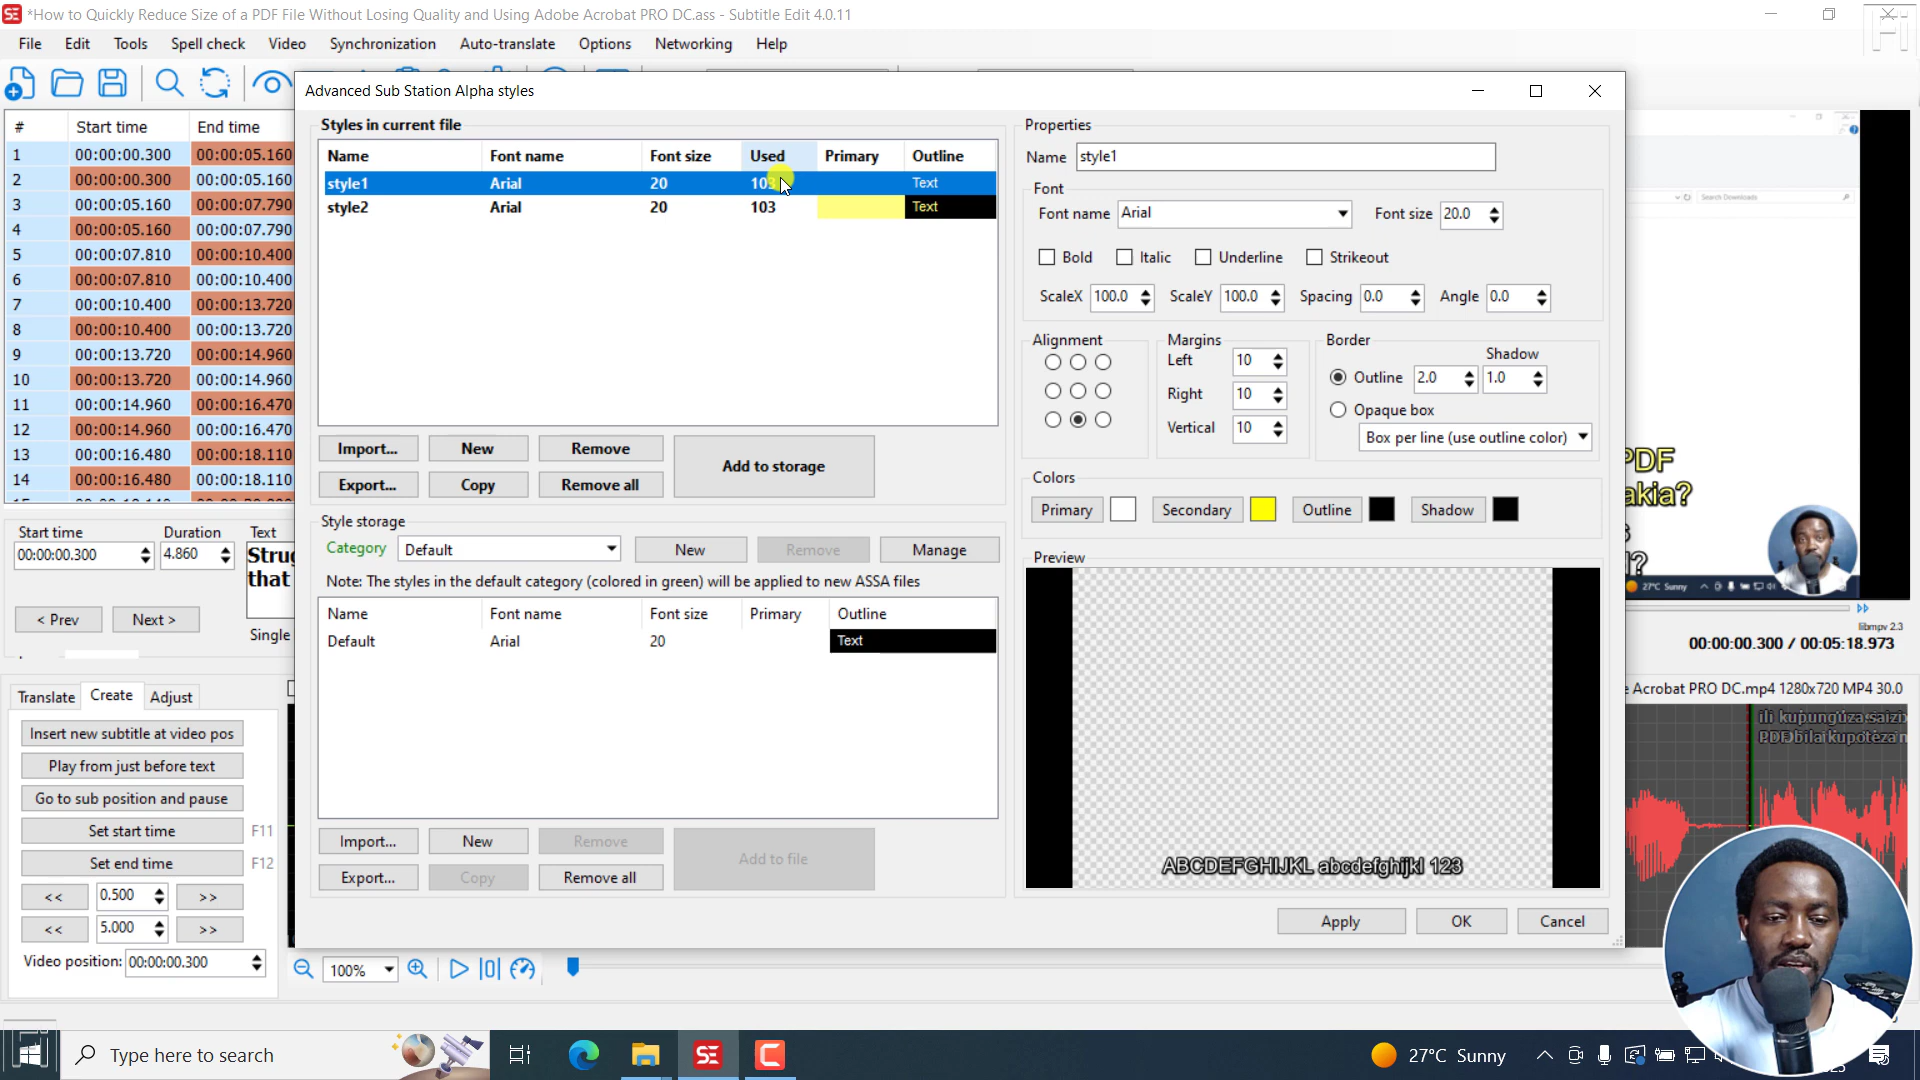 *How to Quickly Reduce Size of a PDF File Without Losing Quality and Using Adobe Acrobat PRO DC.ass - Subtitle Edit 4.0.11
File Edit Tools Spell check Video Synchronization Auto-translate Options Networking Help
Advanced Sub Station Alpha styles
# Start time End time
1 00:00:00.300 00:00:05.160
2 00:00:00.300 00:00:05.160
3 00:00:05.160 00:00:07.790
4 00:00:05.160 00:00:07.790
5 00:00:07.810 00:00:10.400
6 00:00:07.810 00:00:10.400
7 00:00:10.400 00:00:13.720
8 00:00:10.400 00:00:13.720
9 00:00:13.720 00:00:14.960
10 00:00:13.720 00:00:14.960
11 00:00:14.960 00:00:16.470
12 00:00:14.960 00:00:16.470
13 00:00:16.480 00:00:18.110
14 00:00:16.480 00:00:18.110
Styles in current file
Name Font name Font size Used Primary Outline
style1 Arial 20 103 Text
style2 Arial 20 103 Text
Import... New Remove
Add to storage
Export... Copy Remove all
Style storage
Category Default New Remove Manage
Note: The styles in the default category (colored in green) will be applied to new ASSA files
Name Font name Font size Primary Outline
Default Arial 20 Text
Import... New Remove
Add to file
Export... Copy Remove all
Properties
Name style1
Font
Font name Arial Font size 20.0
Bold Italic Underline Strikeout
ScaleX 100.0 ScaleY 100.0 Spacing 0.0 Angle 0.0
Alignment Margins Border
Left 10 Shadow
Outline 2.0 1.0
Right 10
Opaque box
Vertical 10
Box per line (use outline color)
Colors
Primary Secondary Outline Shadow
Preview
ABCDEFGHIJKL abcdefghijkl 123
Apply OK Cancel
Start time Duration Text
00:00:00.300 4.860
Strug
that
< Prev Next >
Single
Translate Create Adjust
Insert new subtitle at video pos
Play from just before text
Go to sub position and pause
Set start time F11
Set end time F12
<< 0.500 >>
<< 5.000 >>
Video position: 00:00:00.300
100%
Search Downloads
PDF
akia?
27°C Sunny
libmpv 2.3
00:00:00.300 / 00:05:18.973
e Acrobat PRO DC.mp4 1280x720 MP4 30.0
ili kupunguza saizi
PDF bila kupoteza
Type here to search
27°C Sunny